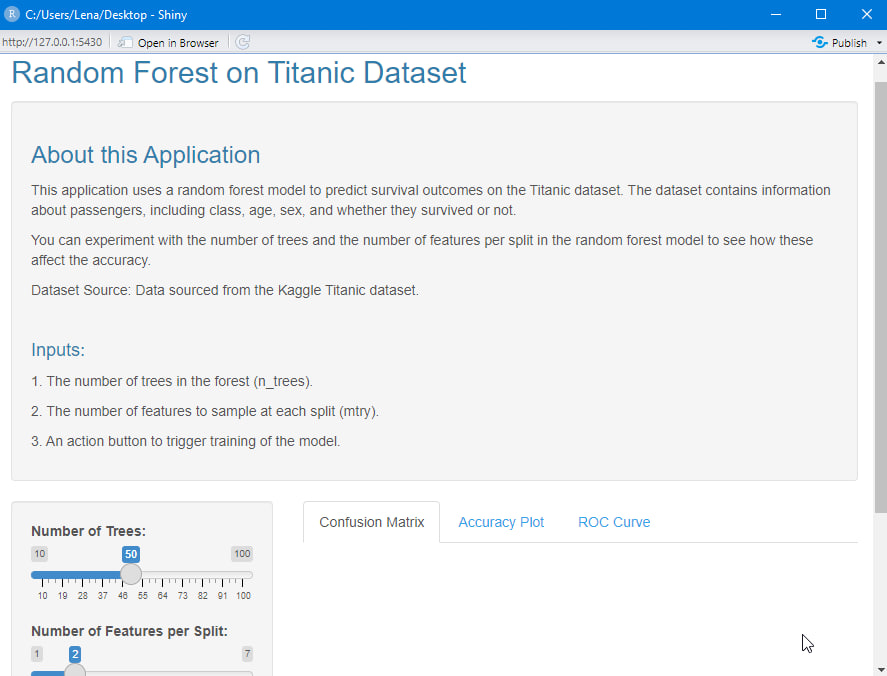 R C:/Users/Lena/Desktop - Shiny
http://127.0.0.1:5430 Open in Browser Publish
Random Forest on Titanic Dataset
About this Application
This application uses a random forest model to predict survival outcomes on the Titanic dataset. The dataset contains information
about passengers, including class, age, sex, and whether they survived or not.
You can experiment with the number of trees and the number of features per split in the random forest model to see how these
affect the accuracy.
Dataset Source: Data sourced from the Kaggle Titanic dataset.
Inputs:
1. The number of trees in the forest (n_trees).
2. The number of features to sample at each split (mtry).
3. An action button to trigger training of the model.
Number of Trees:
10 50 100
10 19 28 37 46 55 64 73 82 91 100
Number of Features per Split:
1 2 7
Confusion Matrix Accuracy Plot ROC Curve